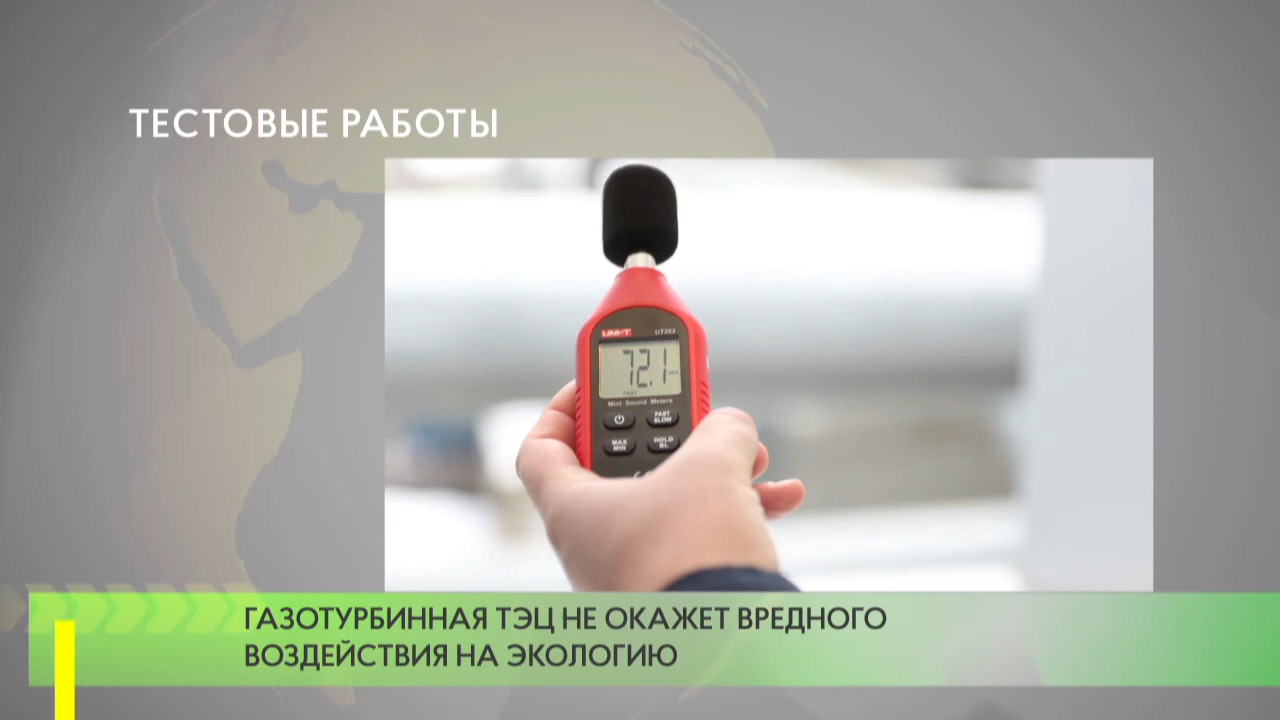 ТЕСТОВЫЕ РАБОТЫ
UNI-T UT353
72.1
FAST
Mini Sound Meters
FAST
SLOW
MAX
MIN
HOLD
BL
ГАЗОТУРБИННАЯ ТЭЦ НЕ ОКАЖЕТ ВРЕДНОГО
ВОЗДЕЙСТВИЯ НА ЭКОЛОГИЮ